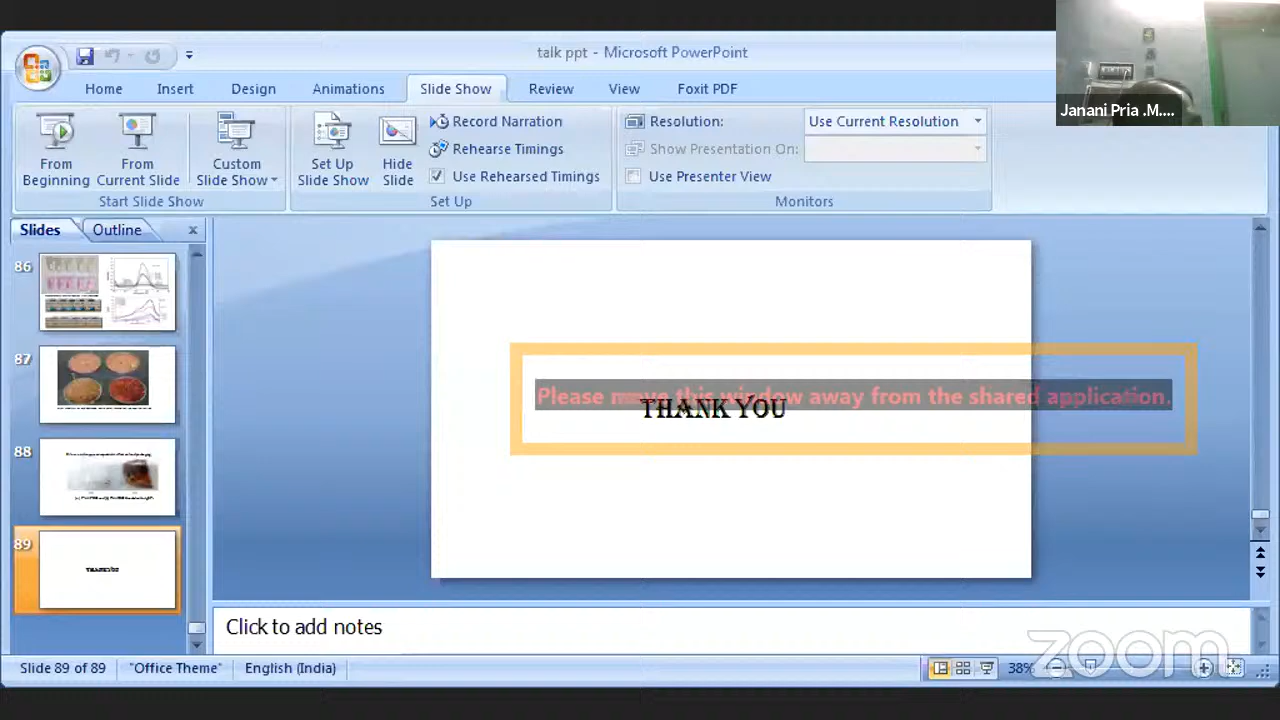 talk ppt - Microsoft PowerPoint
Home Insert Design Animations Slide Show Review View Foxit PDF
Janani Pria .M....
From Beginning
From Current Slide
Custom Slide Show
Start Slide Show
Set Up Slide Show
Hide Slide
Record Narration
Rehearse Timings
Use Rehearsed Timings
Set Up
Resolution: Use Current Resolution
Show Presentation On:
Use Presenter View
Monitors
Slides Outline x
86
87
88
89
THANK YOU
Please move this window away from the shared application.
THANK YOU
Click to add notes
zoom
Slide 89 of 89 "Office Theme" English (India) 38%